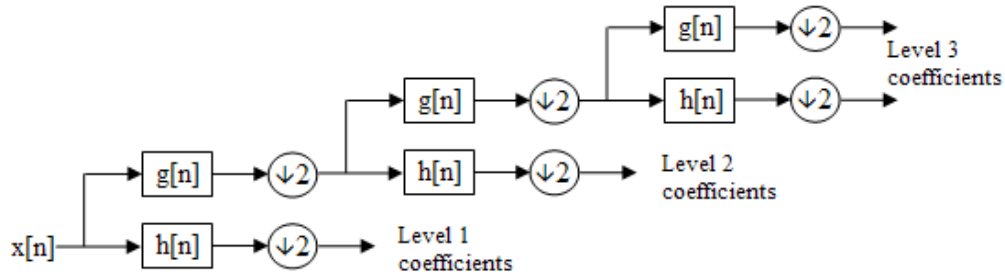 g[n] ↓2
Level 3
coefficients
g[n] ↓2 h[n] ↓2
g[n] ↓2 h[n] ↓2
Level 2
coefficients
x[n] h[n] ↓2
Level 1
coefficients